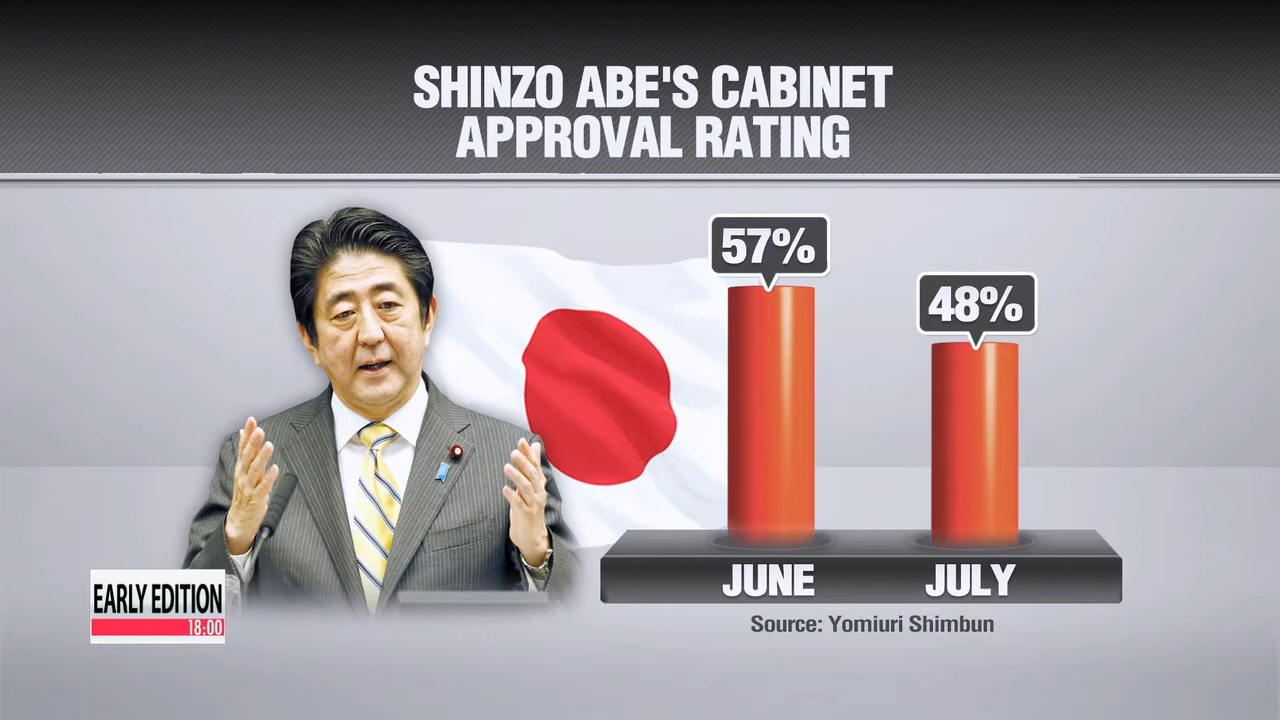 SHINZO ABE'S CABINET
APPROVAL RATING
57%
48%
JUNE
JULY
Source: Yomiuri Shimbun
EARLY EDITION
18:00